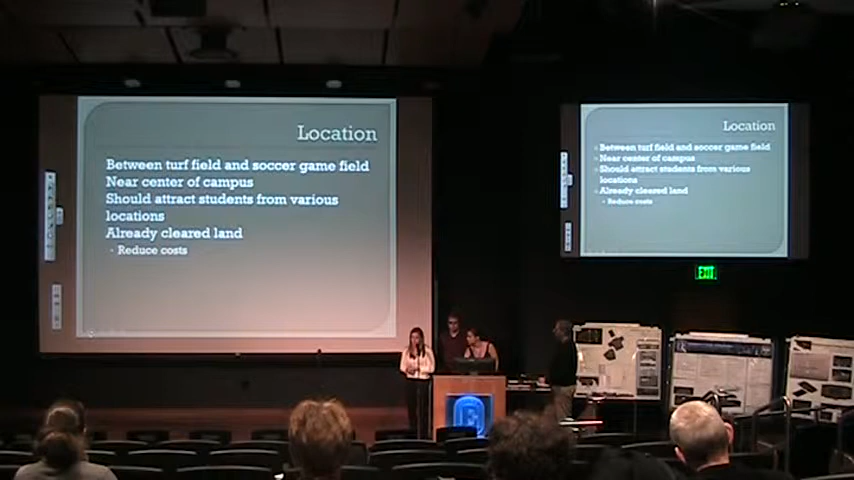 Location
Between turf field and soccer game field
Near center of campus
Should attract students from various
locations
Already cleared land
Reduce costs
Location
Between turf field and soccer game field
Near center of campus
Should attract students from various
locations
Already cleared land
Reduce costs
EXIT